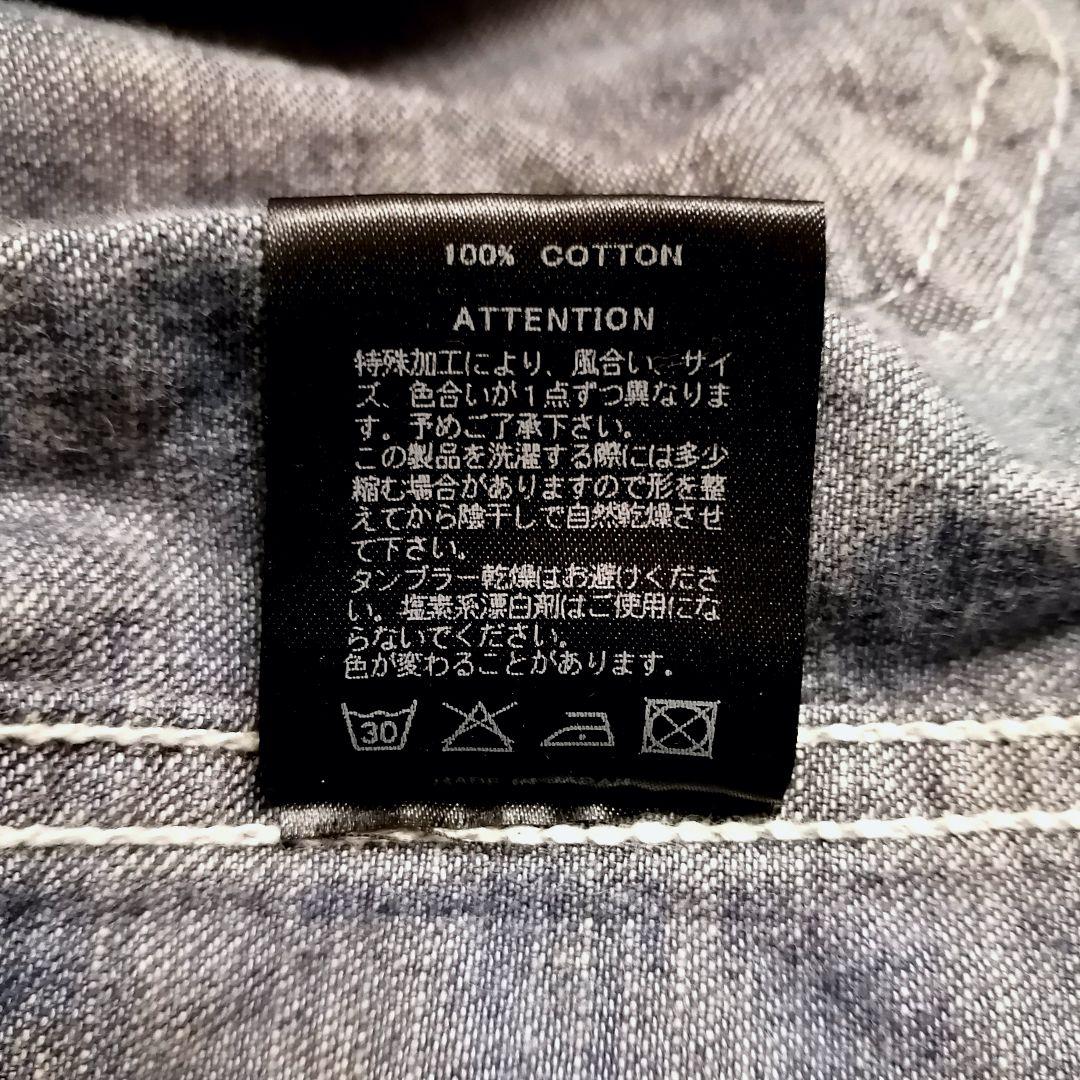 100% COTTON
ATTENTION
特殊加工により、風合い、サイ
ズ、色合いが1点ずつ異なりま
す。予めご了承下さい。
この製品を洗濯する際には多少
縮む場合がありますので形を整
えてから陰干しで自然乾燥させ
て下さい。
タンブラー乾燥はお避けくださ
い。塩素系漂白剤はご使用にな
らないでください。
色が変わることがあります。
30
MADE IN JAPAN